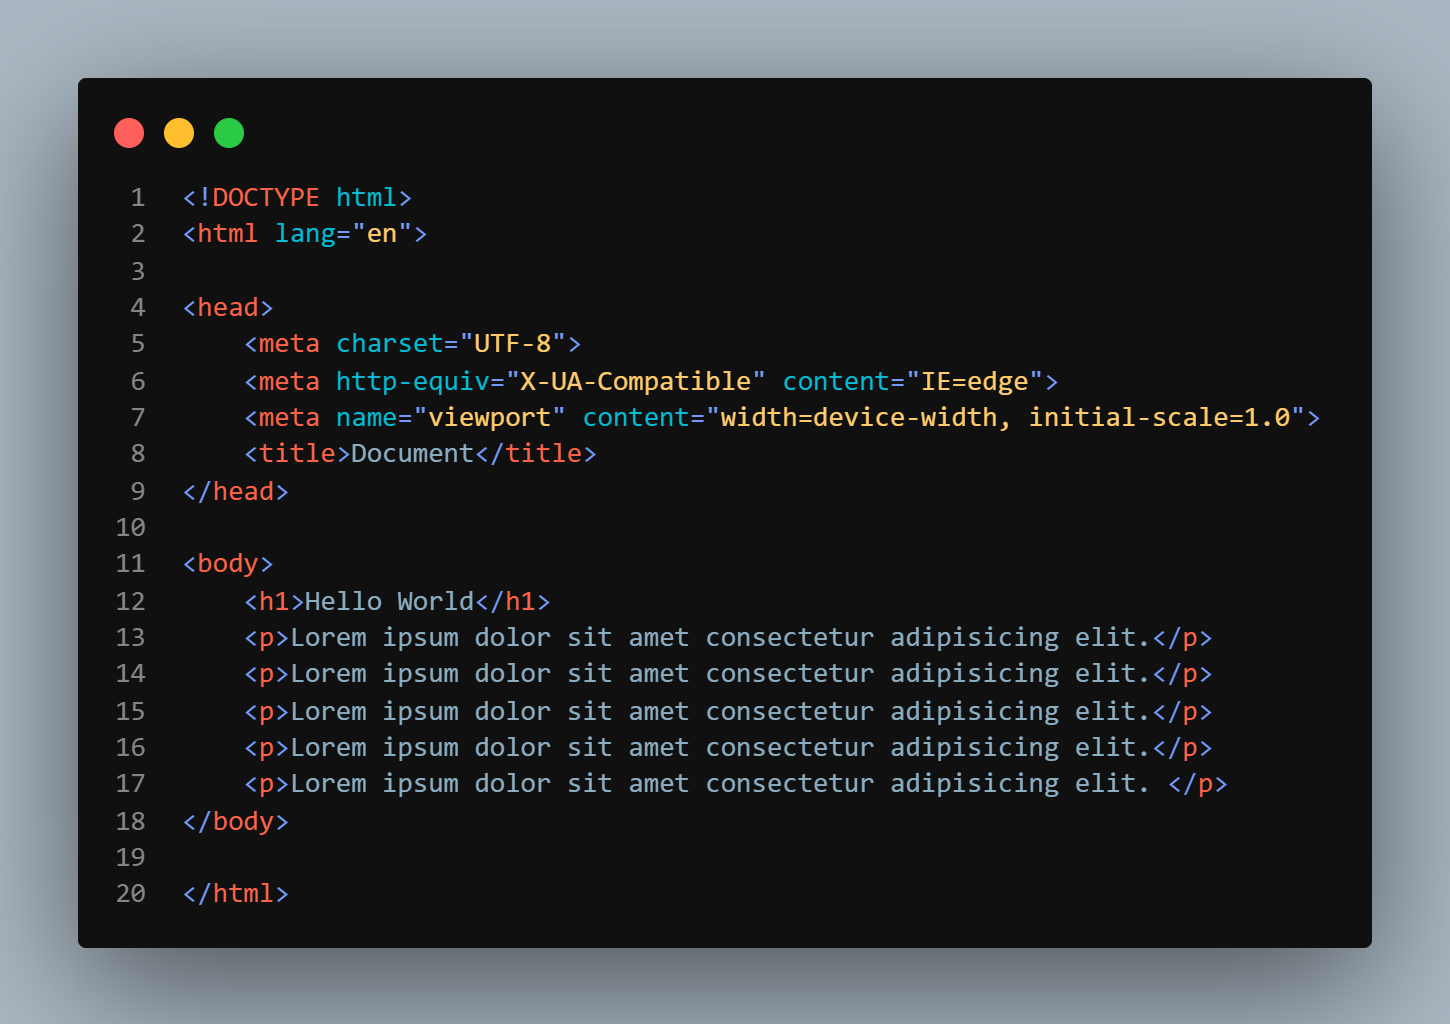 1 <!DOCTYPE html>
2 <html lang="en">
3
4 <head>
5     <meta charset="UTF-8">
6     <meta http-equiv="X-UA-Compatible" content="IE=edge">
7     <meta name="viewport" content="width=device-width, initial-scale=1.0">
8     <title>Document</title>
9 </head>
10
11 <body>
12     <h1>Hello World</h1>
13     <p>Lorem ipsum dolor sit amet consectetur adipisicing elit.</p>
14     <p>Lorem ipsum dolor sit amet consectetur adipisicing elit.</p>
15     <p>Lorem ipsum dolor sit amet consectetur adipisicing elit.</p>
16     <p>Lorem ipsum dolor sit amet consectetur adipisicing elit.</p>
17     <p>Lorem ipsum dolor sit amet consectetur adipisicing elit. </p>
18 </body>
19
20 </html>